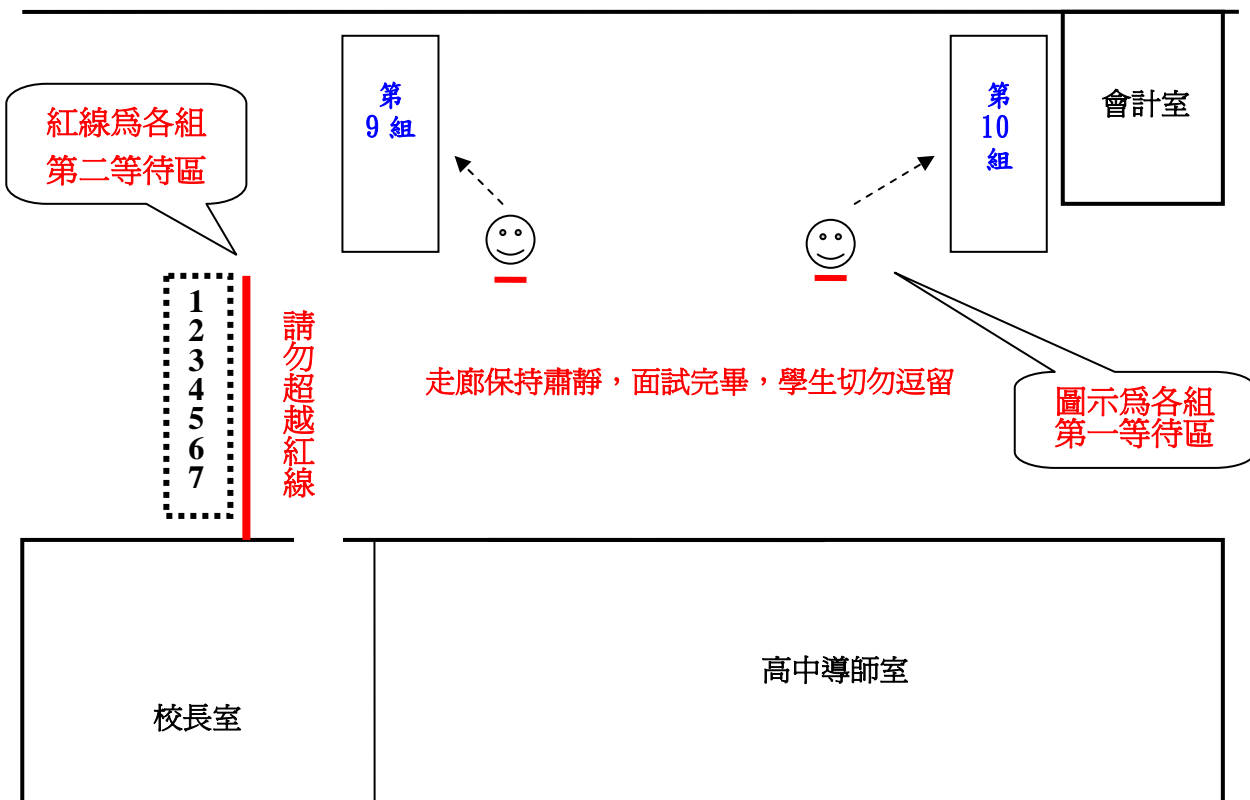 第
9 組
第
10
組
會計室
紅線爲各組
第二等待區
1
2
3
4
5
6
7
請勿超越紅線
走廊保持肅靜，面試完畢，學生切勿逗留
圖示爲各組
第一等待區
高中導師室
校長室